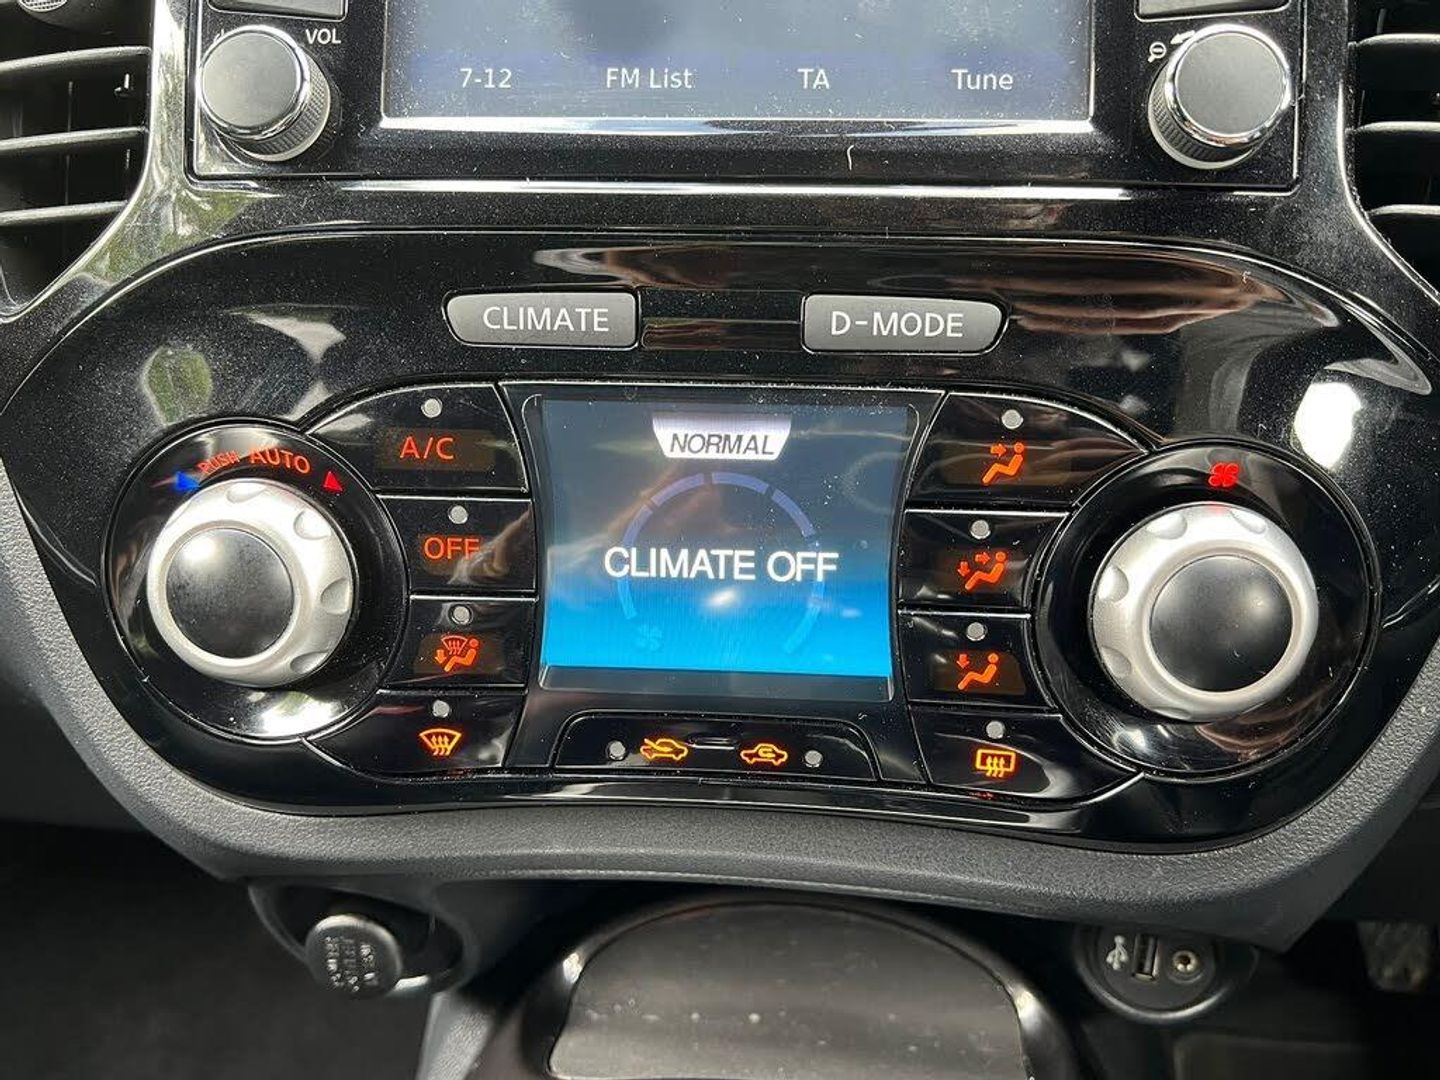 VOL
7-12 FM List TA Tune
CLIMATE D-MODE
PUSH AUTO
A/C
NORMAL
OFF
CLIMATE OFF